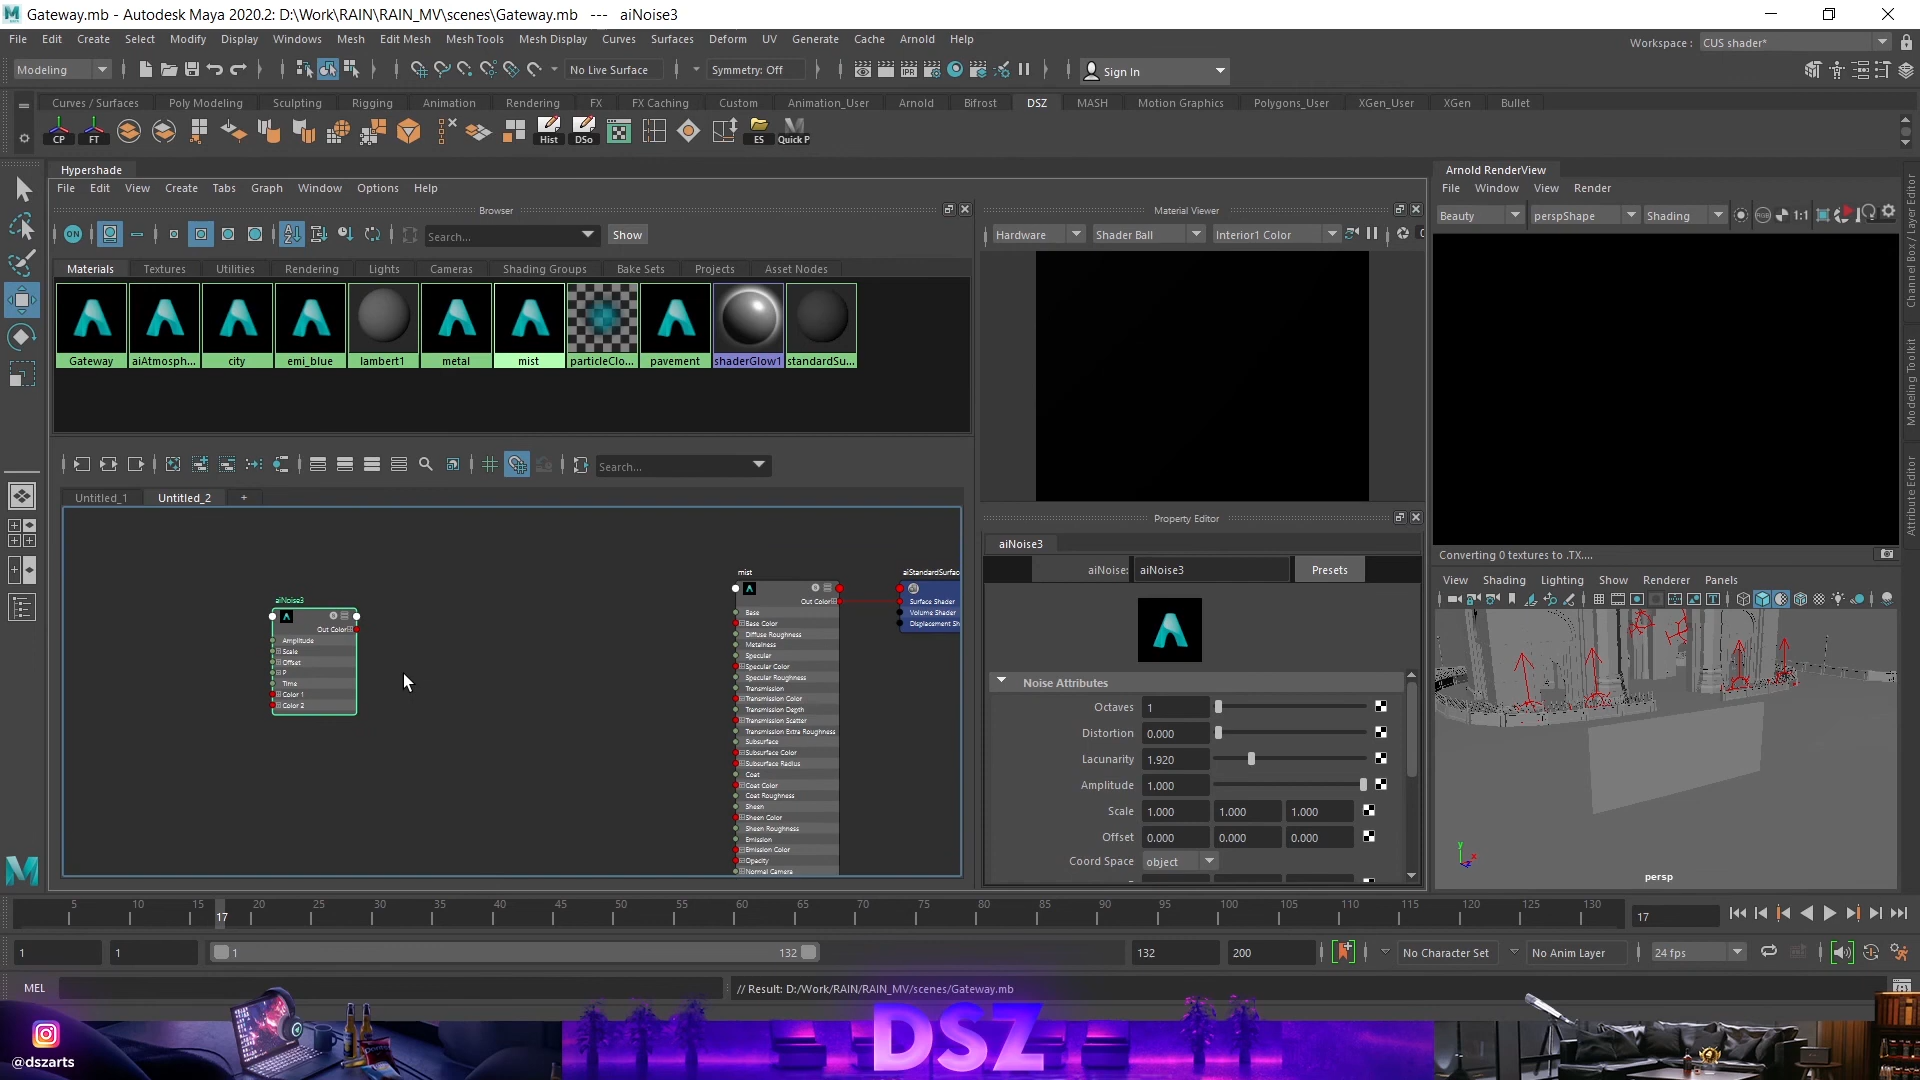 Gateway.mb - Autodesk Maya 2020.2: D:\Work\RAIN\RAIN_MV\scenes\Gateway.mb   ---   aiNoise3
File Edit Create Select Modify Display Windows Mesh Edit Mesh Mesh Tools Mesh Display Curves Surfaces Deform UV Generate Cache Arnold Help
Workspace : CUS shader*
Modeling No Live Surface Symmetry: Off Sign In
Curves / Surfaces Poly Modeling Sculpting Rigging Animation Rendering FX FX Caching Custom Animation_User Arnold Bifrost DSZ MASH Motion Graphics Polygons_User XGen_User XGen Bullet
CP FT Hist DSo ES Quick P
Hypershade
File Edit View Create Tabs Graph Window Options Help
Browser
ON Search... Show
Materials Textures Utilities Rendering Lights Cameras Shading Groups Bake Sets Projects Asset Nodes
Gateway aiAtmosph... city emi_blue lambert1 metal mist particleClo... pavement shaderGlow1 standardSu...
Search...
Untitled_1 Untitled_2 +
aiNoise3
Out Color
Amplitude
Scale
Offset
P
Time
Color 1
Color 2
mist
Out Color
Base
Base Color
Diffuse Roughness
Metalness
Specular
Specular Color
Specular Roughness
Transmission
Transmission Color
Transmission Depth
Transmission Scatter
Transmission Extra Roughness
Subsurface
Subsurface Color
Subsurface Radius
Coat
Coat Color
Coat Roughness
Sheen
Sheen Color
Sheen Roughness
Emission
Emission Color
Opacity
Normal Camera
aiStandardSurfac
Surface Shader
Volume Shader
Displacement Sh
Material Viewer
Hardware Shader Ball Interior1 Color
Property Editor
aiNoise3
aiNoise: aiNoise3 Presets
Noise Attributes
Octaves 1
Distortion 0.000
Lacunarity 1.920
Amplitude 1.000
Scale 1.000 1.000 1.000
Offset 0.000 0.000 0.000
Coord Space object
Arnold RenderView
File Window View Render
Beauty perspShape Shading 1:1
Converting 0 textures to .TX....
View Shading Lighting Show Renderer Panels
y
x
z
persp
Channel Box / Layer Editor
Modeling Toolkit
Attribute Editor
5 10 15 17 20 25 30 35 40 45 50 55 60 65 70 75 80 85 90 95 100 105 110 115 120 125 130
17
1 1 1 132 132 200 No Character Set No Anim Layer 24 fps
MEL // Result: D:/Work/RAIN/RAIN_MV/scenes/Gateway.mb
@dszarts
DSZ